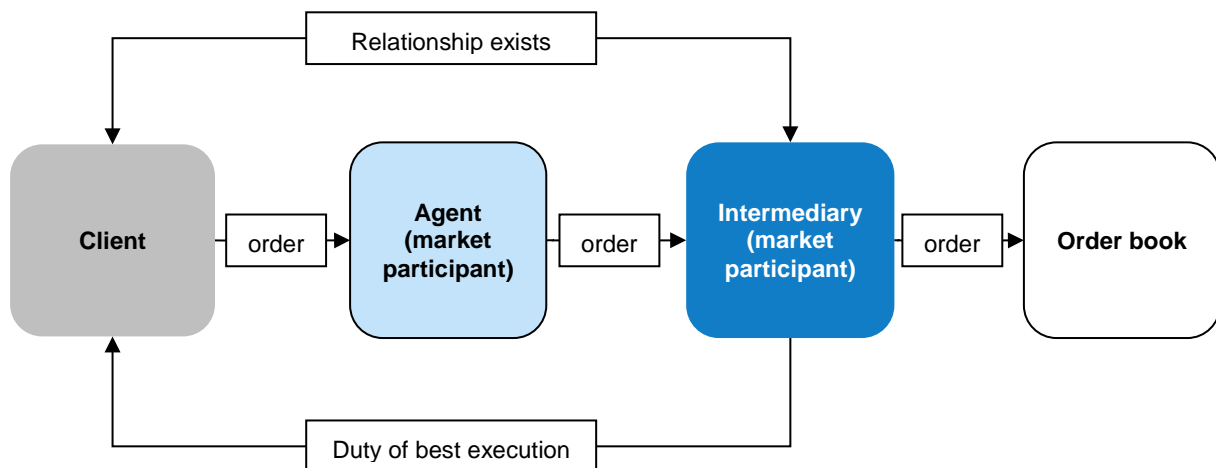 Relationship exists
Client
order
Agent
(market
participant)
order
Intermediary
(market
participant)
order
Order book
Duty of best execution